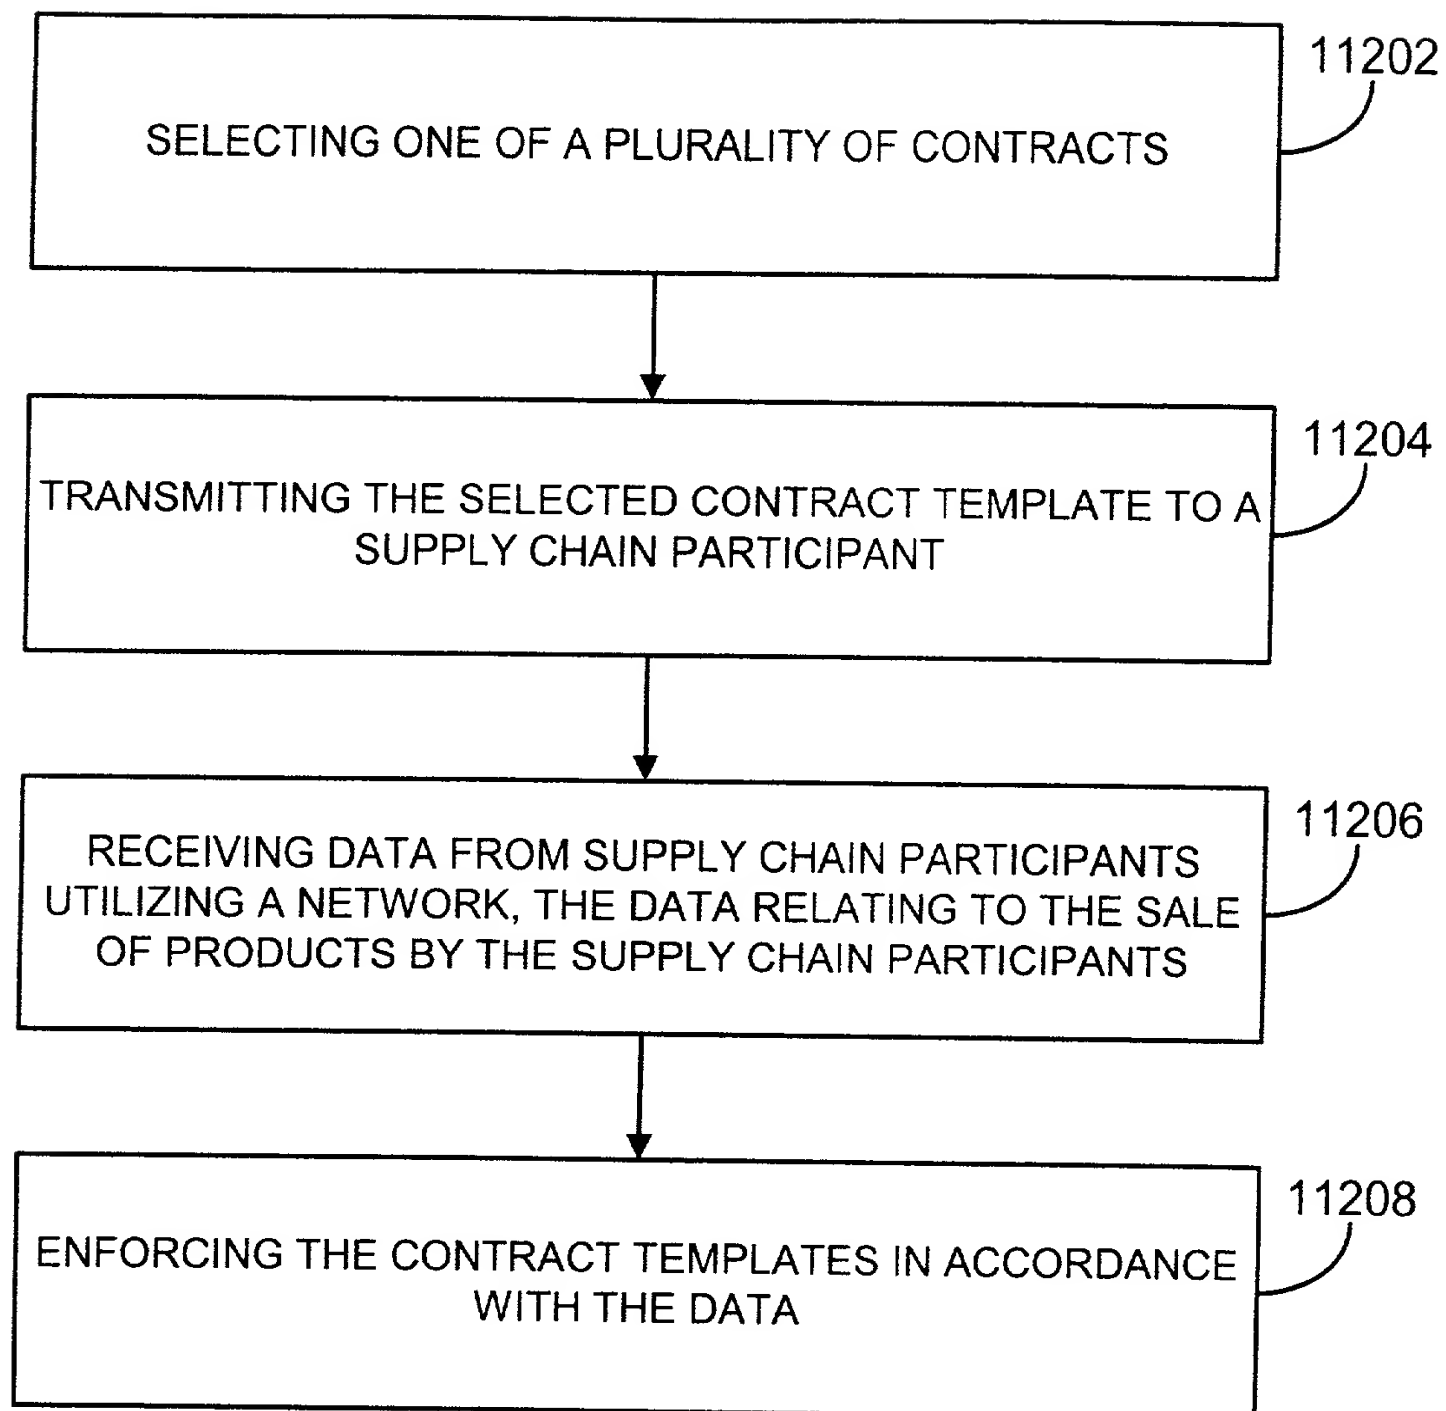 11202
SELECTING ONE OF A PLURALITY OF CONTRACTS
11204
TRANSMITTING THE SELECTED CONTRACT TEMPLATE TO A
SUPPLY CHAIN PARTICIPANT
11206
RECEIVING DATA FROM SUPPLY CHAIN PARTICIPANTS
UTILIZING A NETWORK, THE DATA RELATING TO THE SALE
OF PRODUCTS BY THE SUPPLY CHAIN PARTICIPANTS
11208
ENFORCING THE CONTRACT TEMPLATES IN ACCORDANCE
WITH THE DATA